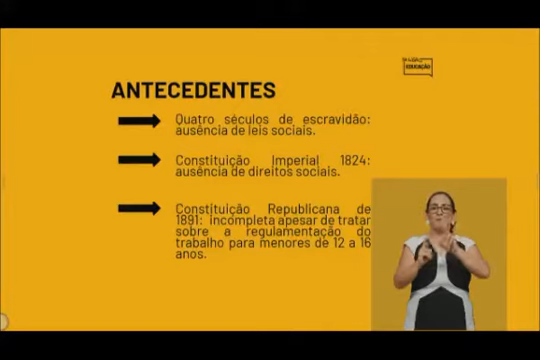 EDUCAÇÃO
ANTECEDENTES
Quatro séculos de escravidão:
ausência de leis sociais.
Constituição Imperial 1824:
ausência de direitos sociais.
Constituição Republicana de
1891: incompleta apesar de tratar
sobre a regulamentação do
trabalho para menores de 12 a 16
anos.